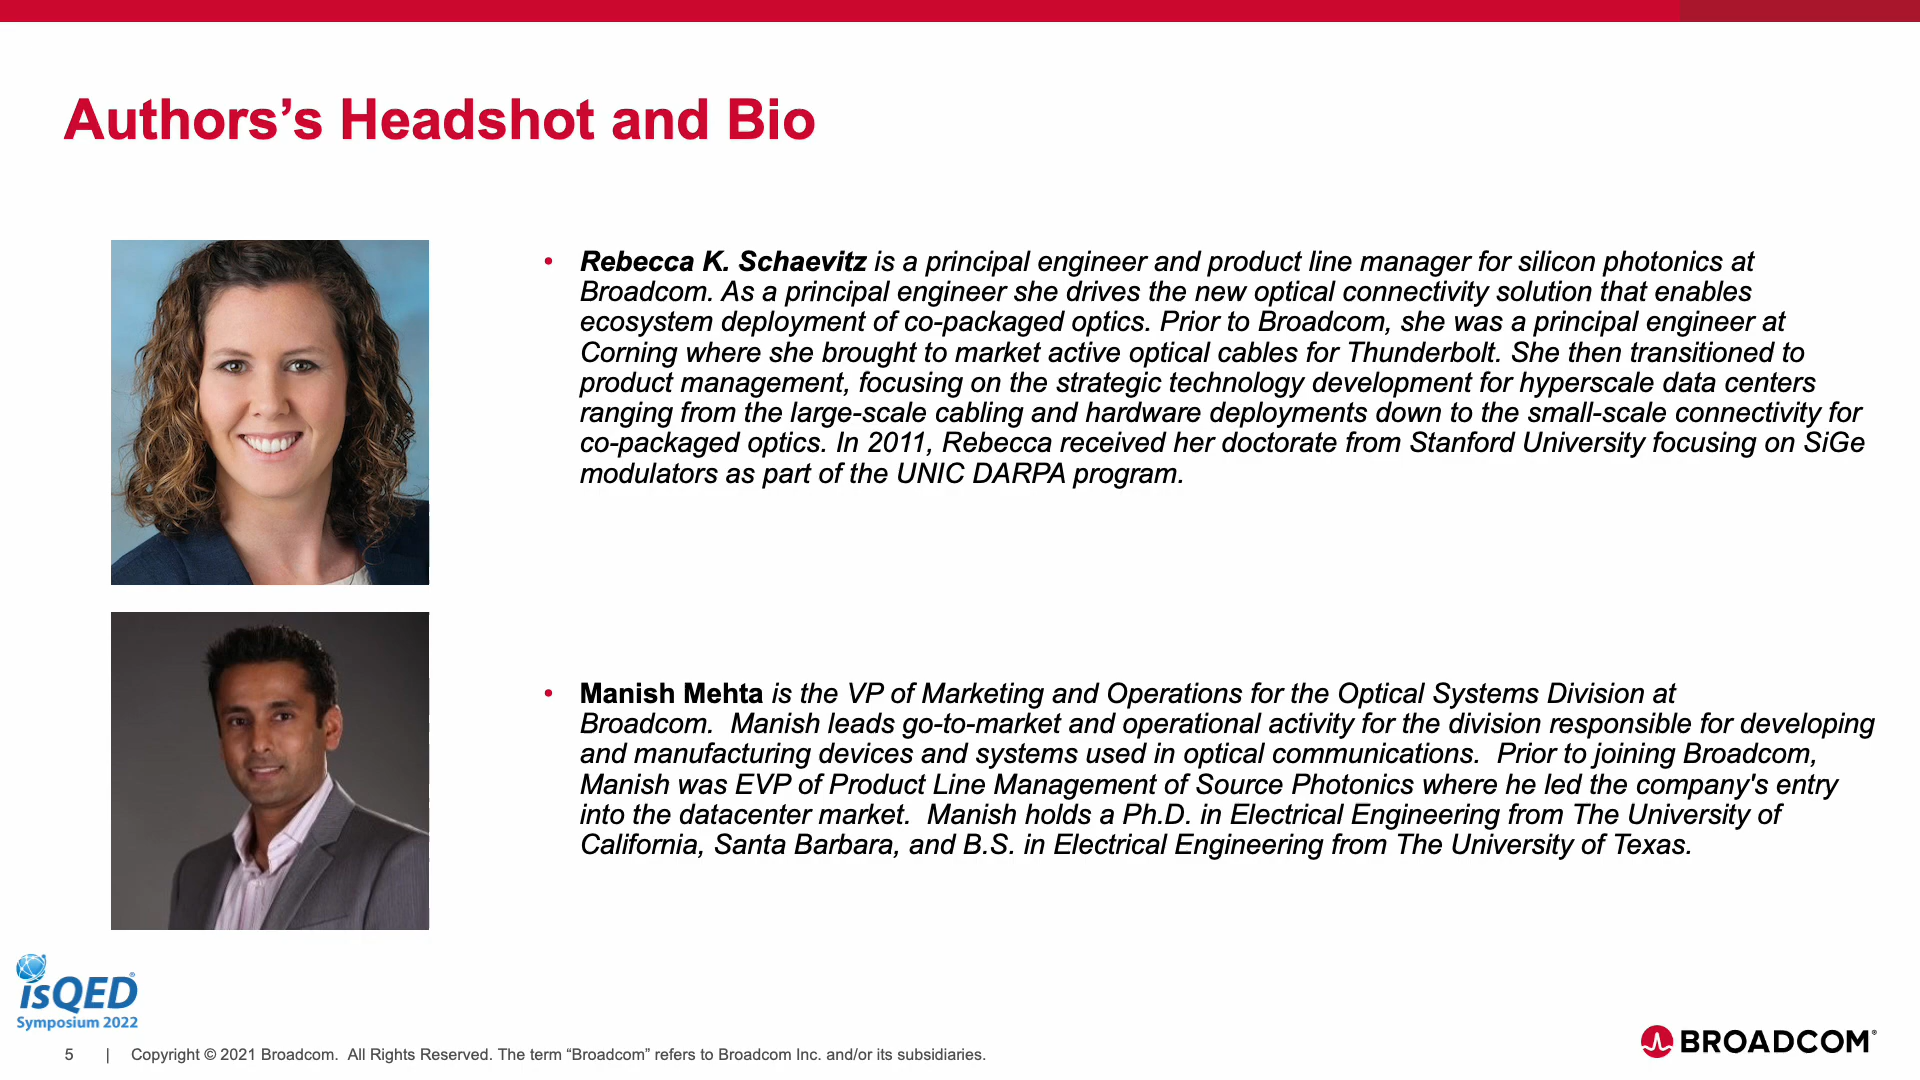 Authors’s Headshot and Bio
• Rebecca K. Schaevitz is a principal engineer and product line manager for silicon photonics at
Broadcom. As a principal engineer she drives the new optical connectivity solution that enables
ecosystem deployment of co-packaged optics. Prior to Broadcom, she was a principal engineer at
Corning where she brought to market active optical cables for Thunderbolt. She then transitioned to
product management, focusing on the strategic technology development for hyperscale data centers
ranging from the large-scale cabling and hardware deployments down to the small-scale connectivity for
co-packaged optics. In 2011, Rebecca received her doctorate from Stanford University focusing on SiGe
modulators as part of the UNIC DARPA program.
• Manish Mehta is the VP of Marketing and Operations for the Optical Systems Division at
Broadcom.  Manish leads go-to-market and operational activity for the division responsible for developing
and manufacturing devices and systems used in optical communications.  Prior to joining Broadcom,
Manish was EVP of Product Line Management of Source Photonics where he led the company's entry
into the datacenter market.  Manish holds a Ph.D. in Electrical Engineering from The University of
California, Santa Barbara, and B.S. in Electrical Engineering from The University of Texas.
isQED®
Symposium 2022
5 | Copyright © 2021 Broadcom.  All Rights Reserved. The term “Broadcom” refers to Broadcom Inc. and/or its subsidiaries.
BROADCOM®